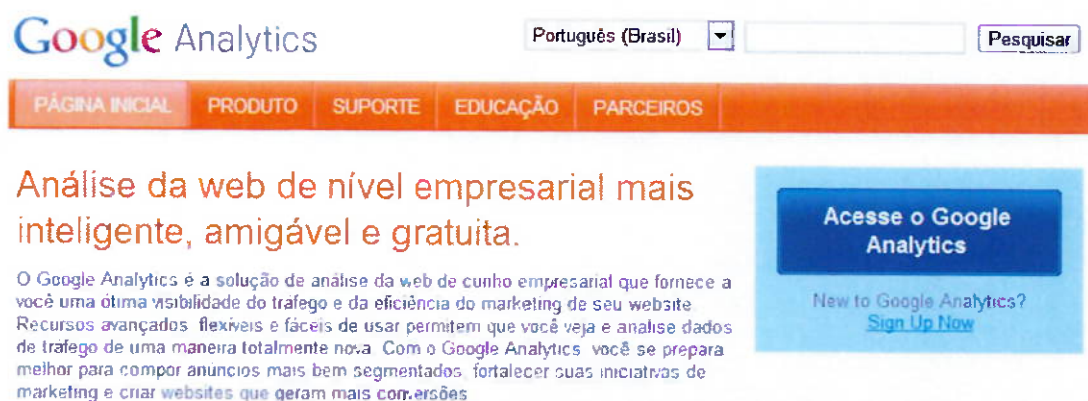 Google Analytics
Português (Brasil)
Pesquisar
PÁGINA INICIAL PRODUTO SUPORTE EDUCAÇÃO PARCEIROS
Análise da web de nível empresarial mais
inteligente, amigável e gratuita.
O Google Analytics é a solução de análise da web de cunho empresarial que fornece a
você uma ótima visibilidade do tráfego e da eficiência do marketing de seu website.
Recursos avançados, flexíveis e fáceis de usar permitem que você veja e analise dados
de tráfego de uma maneira totalmente nova. Com o Google Analytics, você se prepara
melhor para compor anúncios mais bem segmentados, fortalecer suas iniciativas de
marketing e criar websites que geram mais conversões
Acesse o Google
Analytics
New to Google Analytics?
Sign Up Now